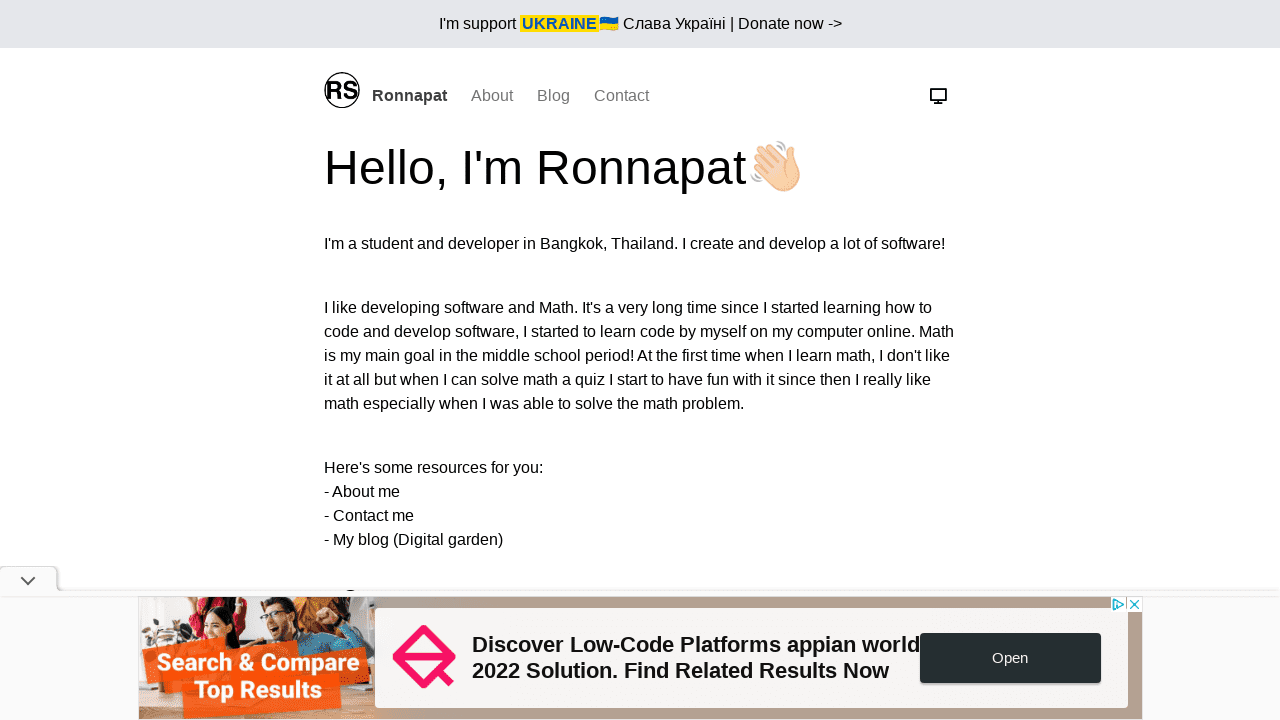 I'm support UKRAINE🇺🇦 Слава Україні | Donate now ->
RS Ronnapat About Blog Contact
Hello, I'm Ronnapat👋🏻
I'm a student and developer in Bangkok, Thailand. I create and develop a lot of software!
I like developing software and Math. It's a very long time since I started learning how to
code and develop software, I started to learn code by myself on my computer online. Math
is my main goal in the middle school period! At the first time when I learn math, I don't like
it at all but when I can solve math a quiz I start to have fun with it since then I really like
math especially when I was able to solve the math problem.
Here's some resources for you:
- About me
- Contact me
- My blog (Digital garden)
Search & Compare
Top Results
Discover Low-Code Platforms appian world
2022 Solution. Find Related Results Now
Open